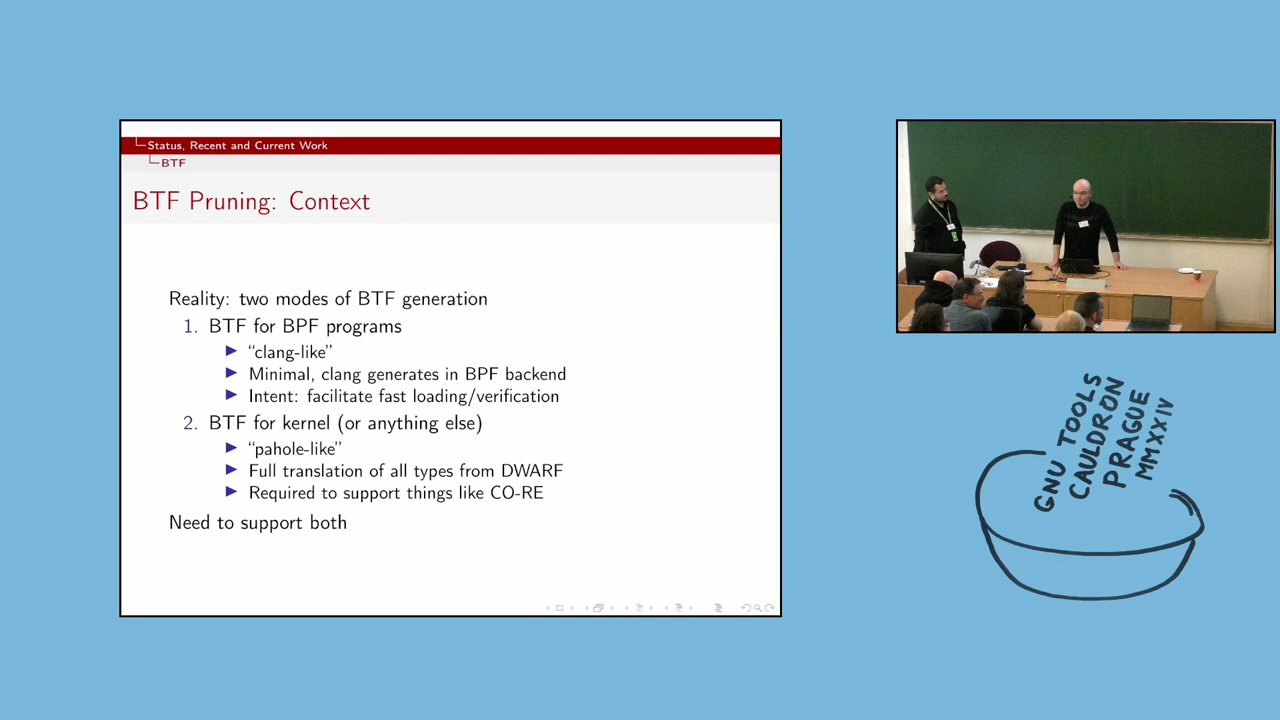 Status, Recent and Current Work
BTF
BTF Pruning: Context
Reality: two modes of BTF generation
1. BTF for BPF programs
“clang-like”
Minimal, clang generates in BPF backend
Intent: facilitate fast loading/verification
2. BTF for kernel (or anything else)
“pahole-like”
Full translation of all types from DWARF
Required to support things like CO-RE
Need to support both
GNU TOOLS
CAULDRON
PRAGUE
MMXXIV